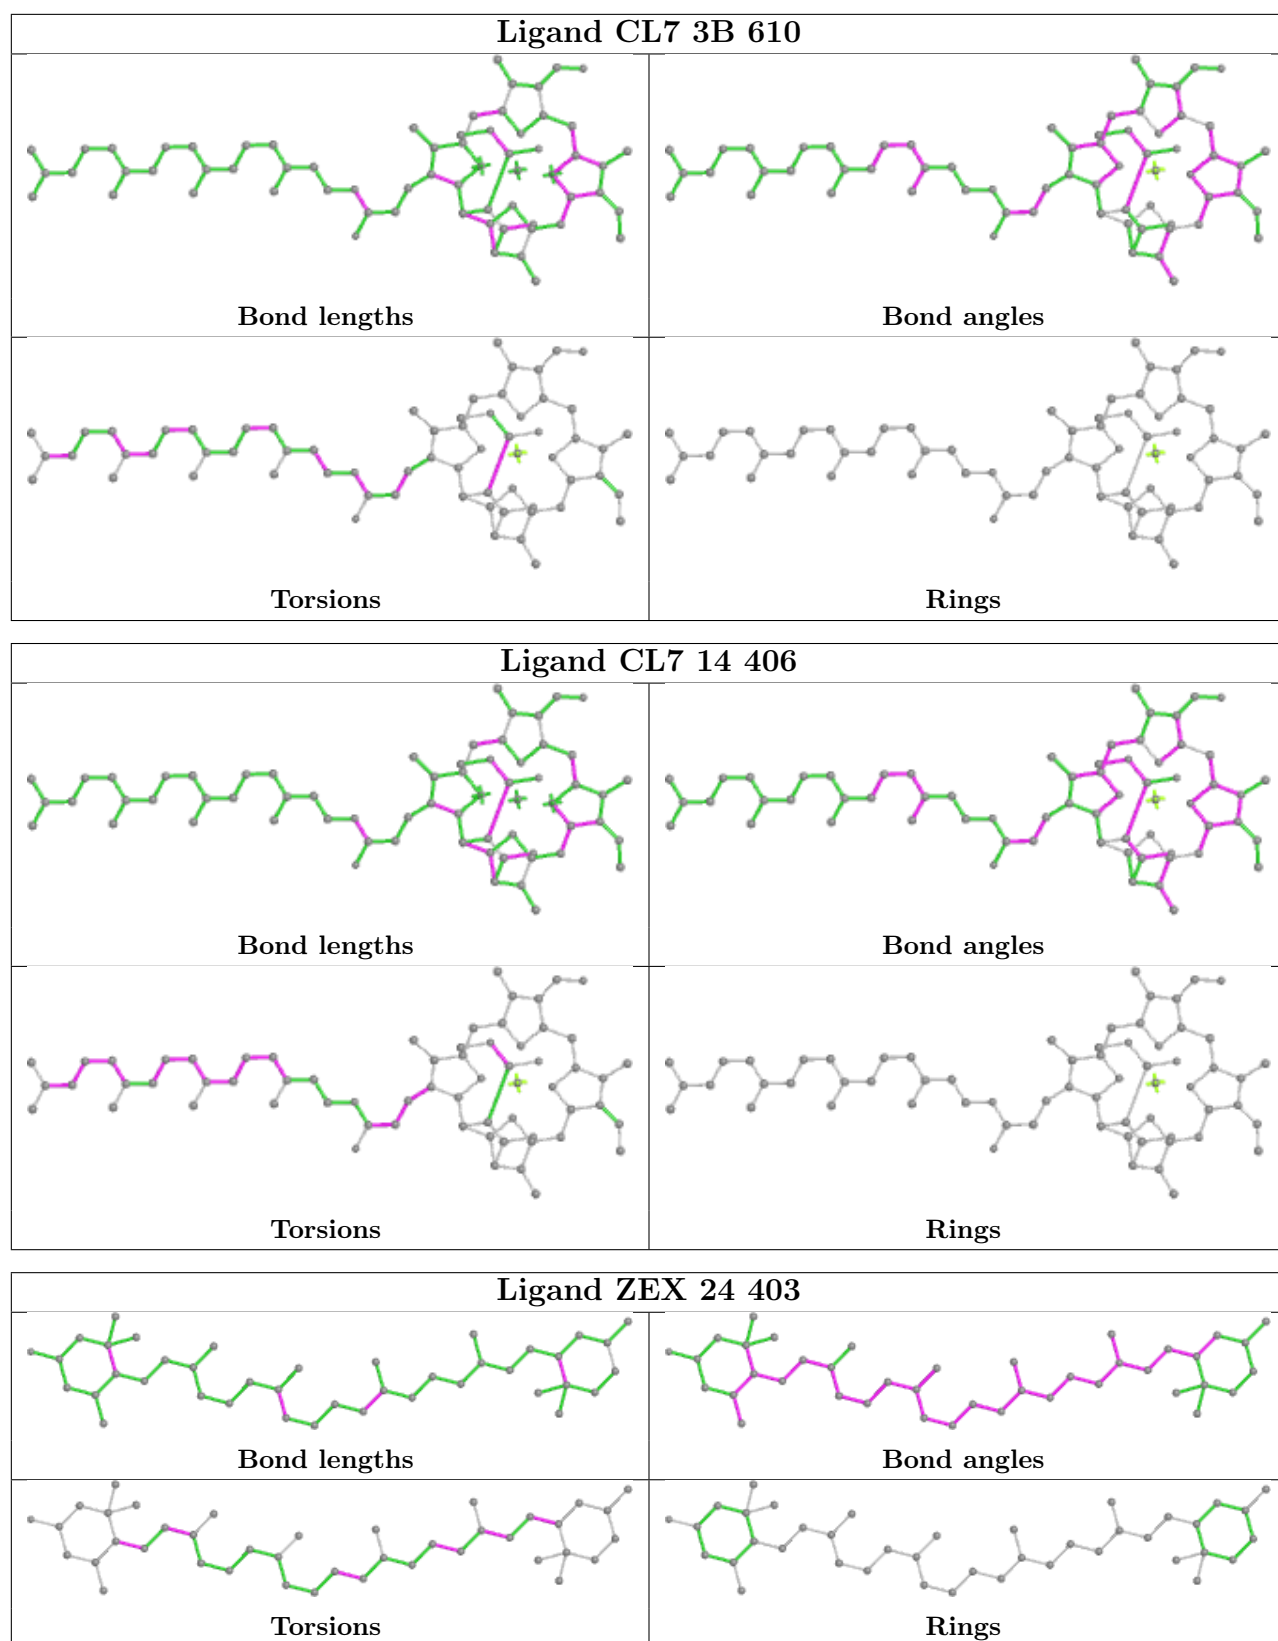 Ligand CL7 3B 610
Bond lengths
Bond angles
Torsions
Rings
Ligand CL7 14 406
Bond lengths
Bond angles
Torsions
Rings
Ligand ZEX 24 403
Bond lengths
Bond angles
Torsions
Rings